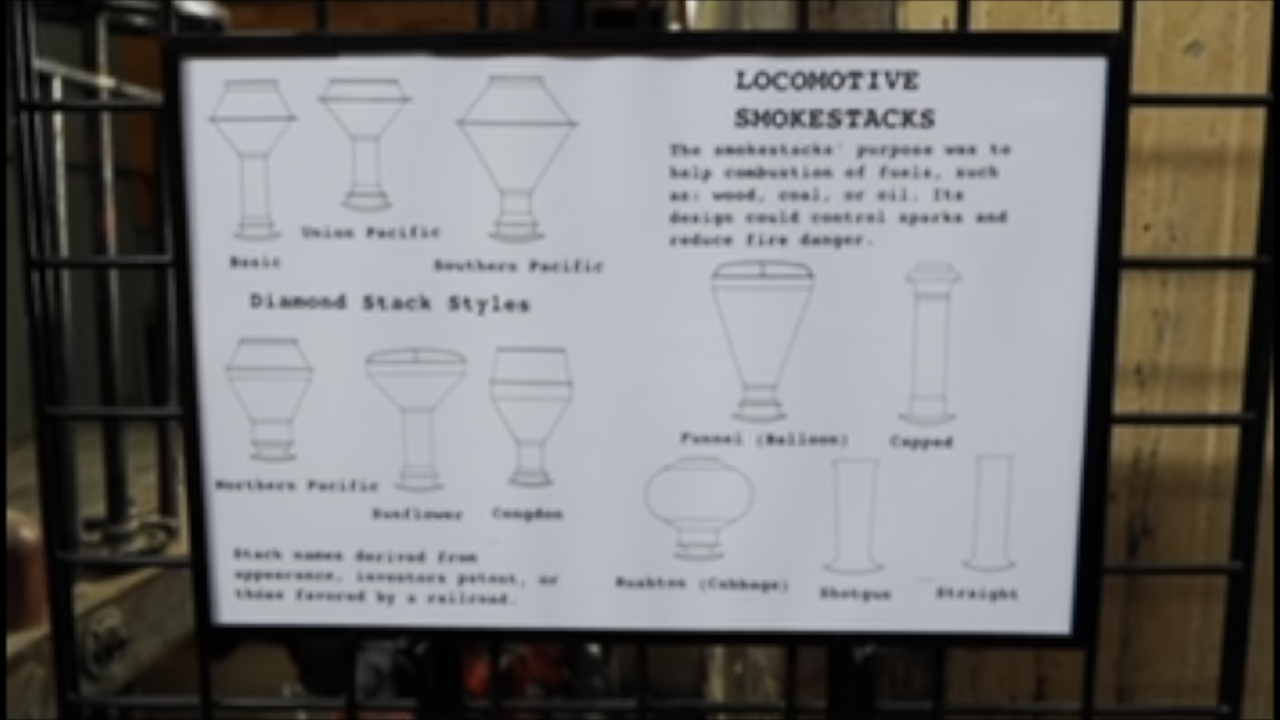 LOCOMOTIVE
SMOKESTACKS
The smokestacks' purpose was to
help combustion of fuels, such
as: wood, coal, or oil. Its
design could control sparks and
reduce fire danger.
Basic
Union Pacific
Southern Pacific
Diamond Stack Styles
Northern Pacific
Sunflower
Congdon
Stack names derived from
appearance, inventors patent, or
those favored by a railroad.
Funnel (Balloon)
Capped
Rushton (Cabbage)
Shotgun
Straight